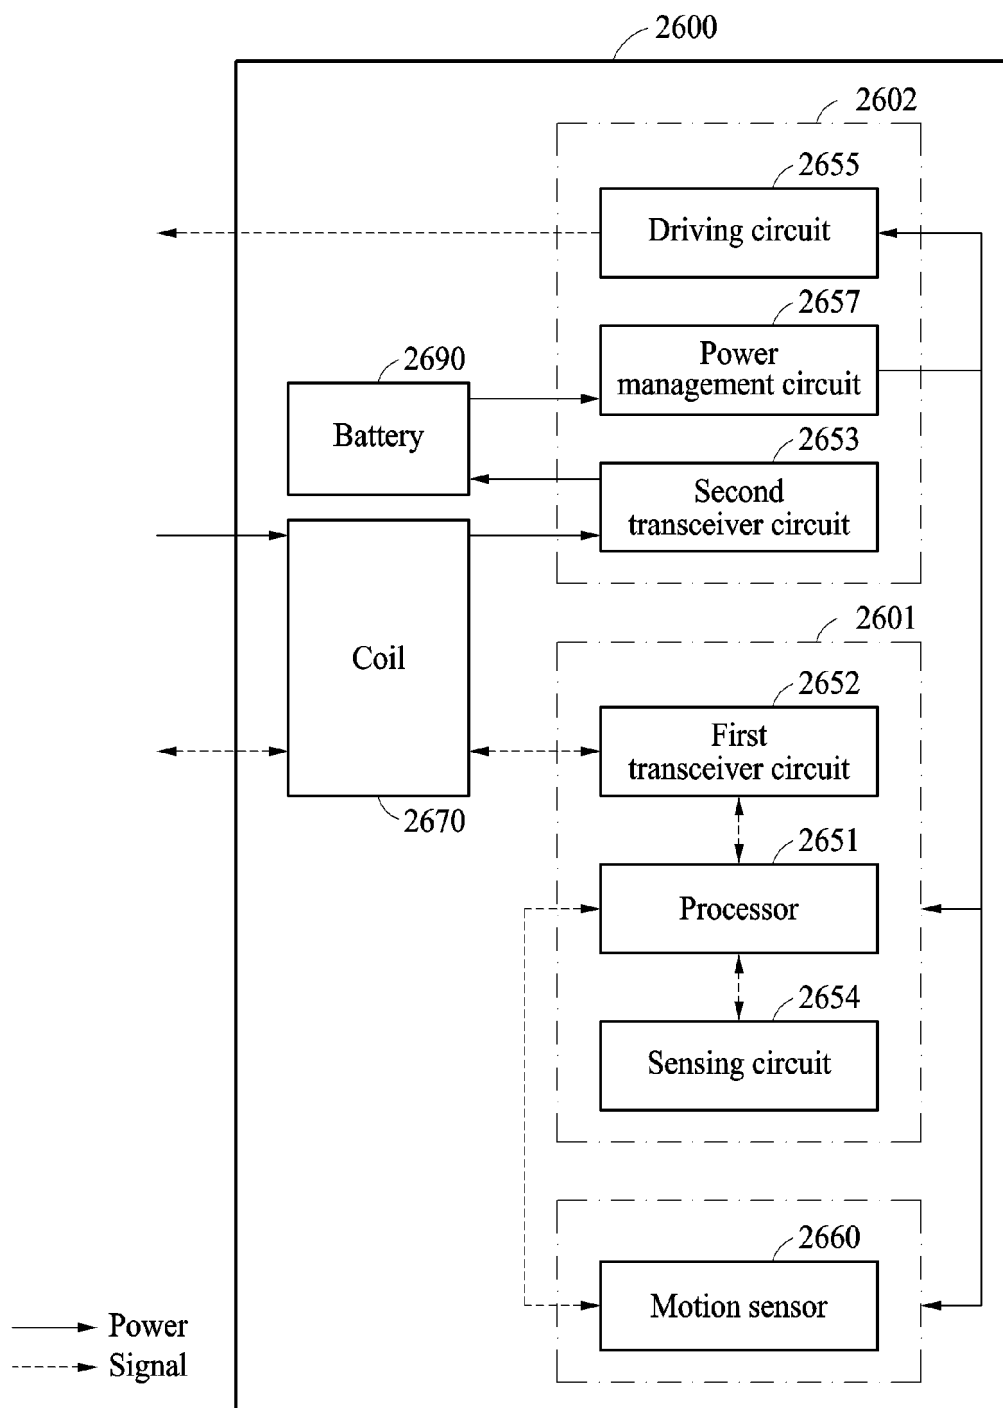 2600
2602
2655
Driving circuit
2657
Power
management circuit
2690
Battery
2653
Second
transceiver circuit
Coil
2670
2601
2652
First
transceiver circuit
2651
Processor
2654
Sensing circuit
2660
Motion sensor
Power
Signal